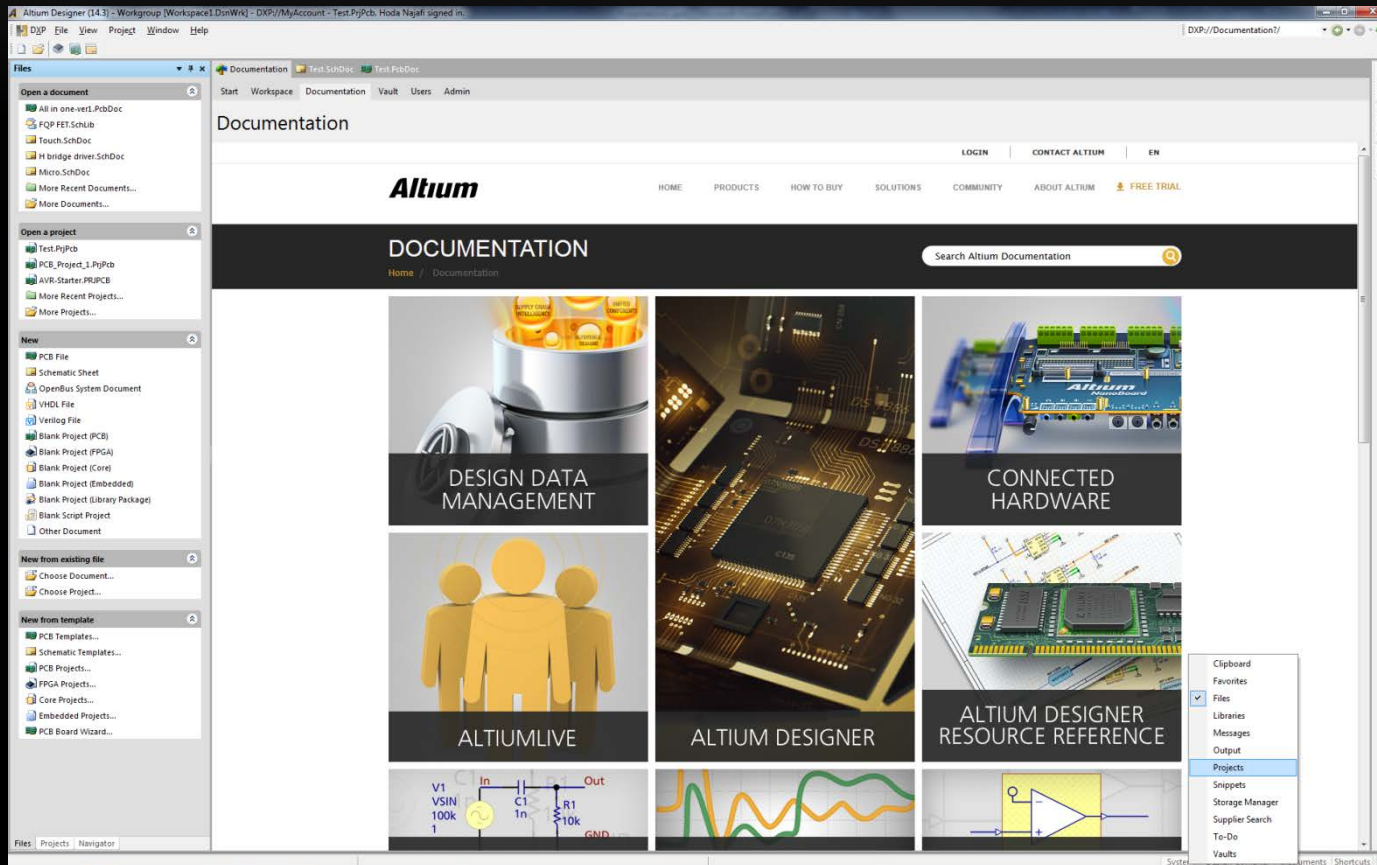 Altium Designer (14.3) - Workgroup [Workspace1.DsnWrk] - DXP://MyAccount - Test.PrjPcb. Hoda Najafi signed in.
DXP File View Project Window Help
DXP://Documentation?/
Files
Open a document
All in one-ver1.PcbDoc
FQP FET.SchLib
Touch.SchDoc
H bridge driver.SchDoc
Micro.SchDoc
More Recent Documents...
More Documents...
Open a project
Test.PrjPcb
PCB_Project_1.PrjPcb
AVR-Starter.PRJPCB
More Recent Projects...
More Projects...
New
PCB File
Schematic Sheet
OpenBus System Document
VHDL File
Verilog File
Blank Project (PCB)
Blank Project (FPGA)
Blank Project (Core)
Blank Project (Embedded)
Blank Project (Library Package)
Blank Script Project
Other Document
New from existing file
Choose Document...
Choose Project...
New from template
PCB Templates...
Schematic Templates...
PCB Projects...
FPGA Projects...
Core Projects...
Embedded Projects...
PCB Board Wizard...
Files Projects Navigator
Documentation Test.SchDoc Test.PcbDoc
Start Workspace Documentation Vault Users Admin
Documentation
LOGIN CONTACT ALTIUM EN
Altium
HOME PRODUCTS HOW TO BUY SOLUTIONS COMMUNITY ABOUT ALTIUM FREE TRIAL
DOCUMENTATION
Home / Documentation
Search Altium Documentation
SUPPLY CHAIN
INTELLIGENCE
DESIGN DATA
MANAGEMENT
ALTIUM DESIGNER
Altium
NanoBoard
CONNECTED
HARDWARE
ALTIUMLIVE
ALTIUM DESIGNER
RESOURCE REFERENCE
V1
VSIN
100k
1
In
C1
1n
Out
R1
10k
GND
Clipboard
Favorites
Files
Libraries
Messages
Output
Projects
Snippets
Storage Manager
Supplier Search
To-Do
Vaults
Shortcuts